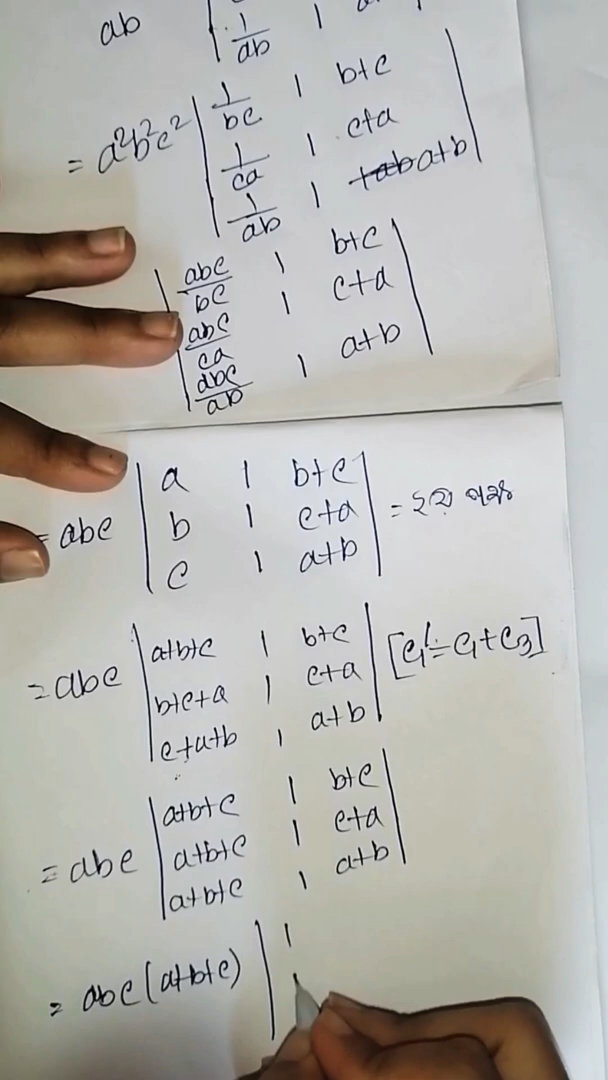 ab | 1/ab 1
= a²b²c² | 1/bc 1 b+c |
| 1/ca 1 c+a |
| 1/ab 1 a+b |
| abc/bc 1 b+c |
| abc/ca 1 c+a |
| abc/ab 1 a+b |
= abc | a 1 b+c |
| b 1 c+a | = ২য় পক্ষ
| c 1 a+b |
= abc | a+b+c 1 b+c |
| b+c+a 1 c+a | [c₁' = c₁+c₃]
| c+a+b 1 a+b |
= abc | a+b+c 1 b+c |
| a+b+c 1 c+a |
| a+b+c 1 a+b |
= abc (a+b+c) | 1